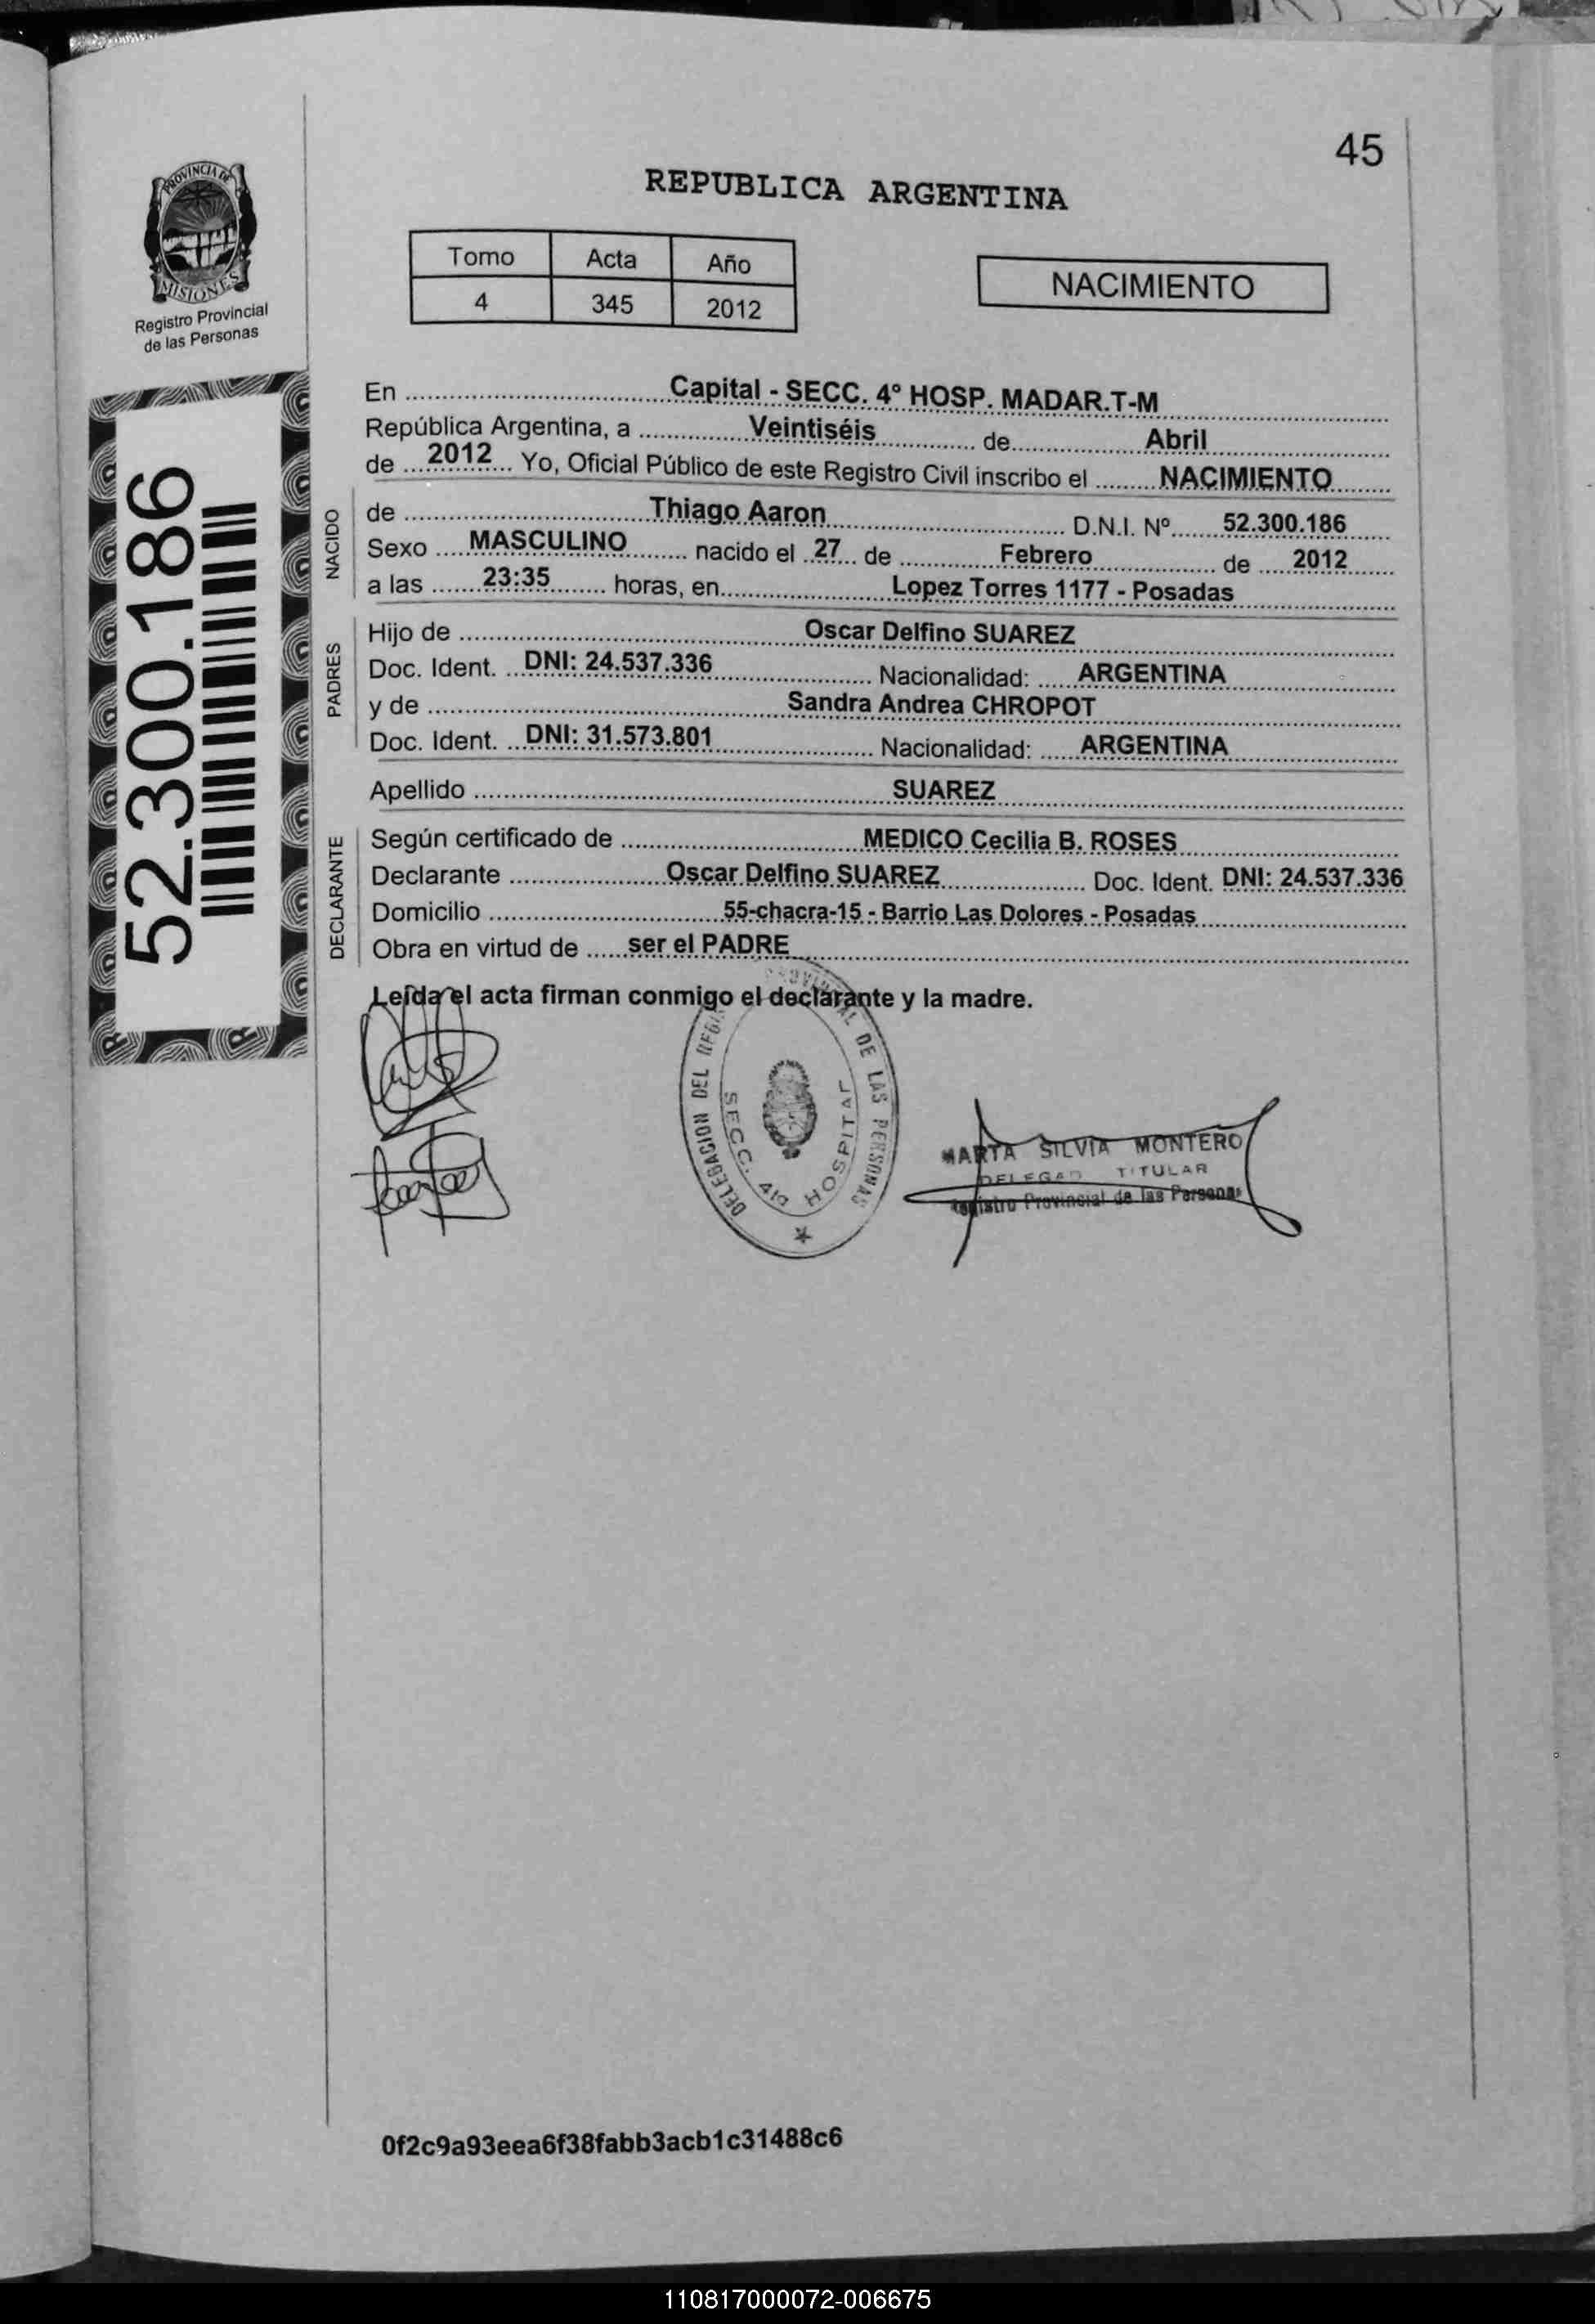 45
PROVINCIA DE
MISIONES
Registro Provincial
de las Personas
REPUBLICA ARGENTINA
Tomo Acta Año
4 345 2012
NACIMIENTO
52.300.186
En Capital - SECC. 4º HOSP. MADAR.T-M
República Argentina, a Veintiséis de Abril
de 2012 Yo, Oficial Público de este Registro Civil inscribo el NACIMIENTO
NACIDO
de Thiago Aaron D.N.I. Nº 52.300.186
Sexo MASCULINO nacido el 27 de Febrero de 2012
a las 23:35 horas, en Lopez Torres 1177 - Posadas
PADRES
Hijo de Oscar Delfino SUAREZ
Doc. Ident. DNI: 24.537.336 Nacionalidad: ARGENTINA
y de Sandra Andrea CHROPOT
Doc. Ident. DNI: 31.573.801 Nacionalidad: ARGENTINA
Apellido SUAREZ
DECLARANTE
Según certificado de MEDICO Cecilia B. ROSES
Declarante Oscar Delfino SUAREZ Doc. Ident. DNI: 24.537.336
Domicilio 55-chacra-15 - Barrio Las Dolores - Posadas
Obra en virtud de ser el PADRE
Leída el acta firman conmigo el declarante y la madre.
DELEGACION DEL DE LAS PERSONAS
SECC. HOSPITAL
MARTA SILVIA MONTERO
TITULAR
Registro Provincial de las Personas
0f2c9a93eea6f38fabb3acb1c31488c6
110817000072-006675